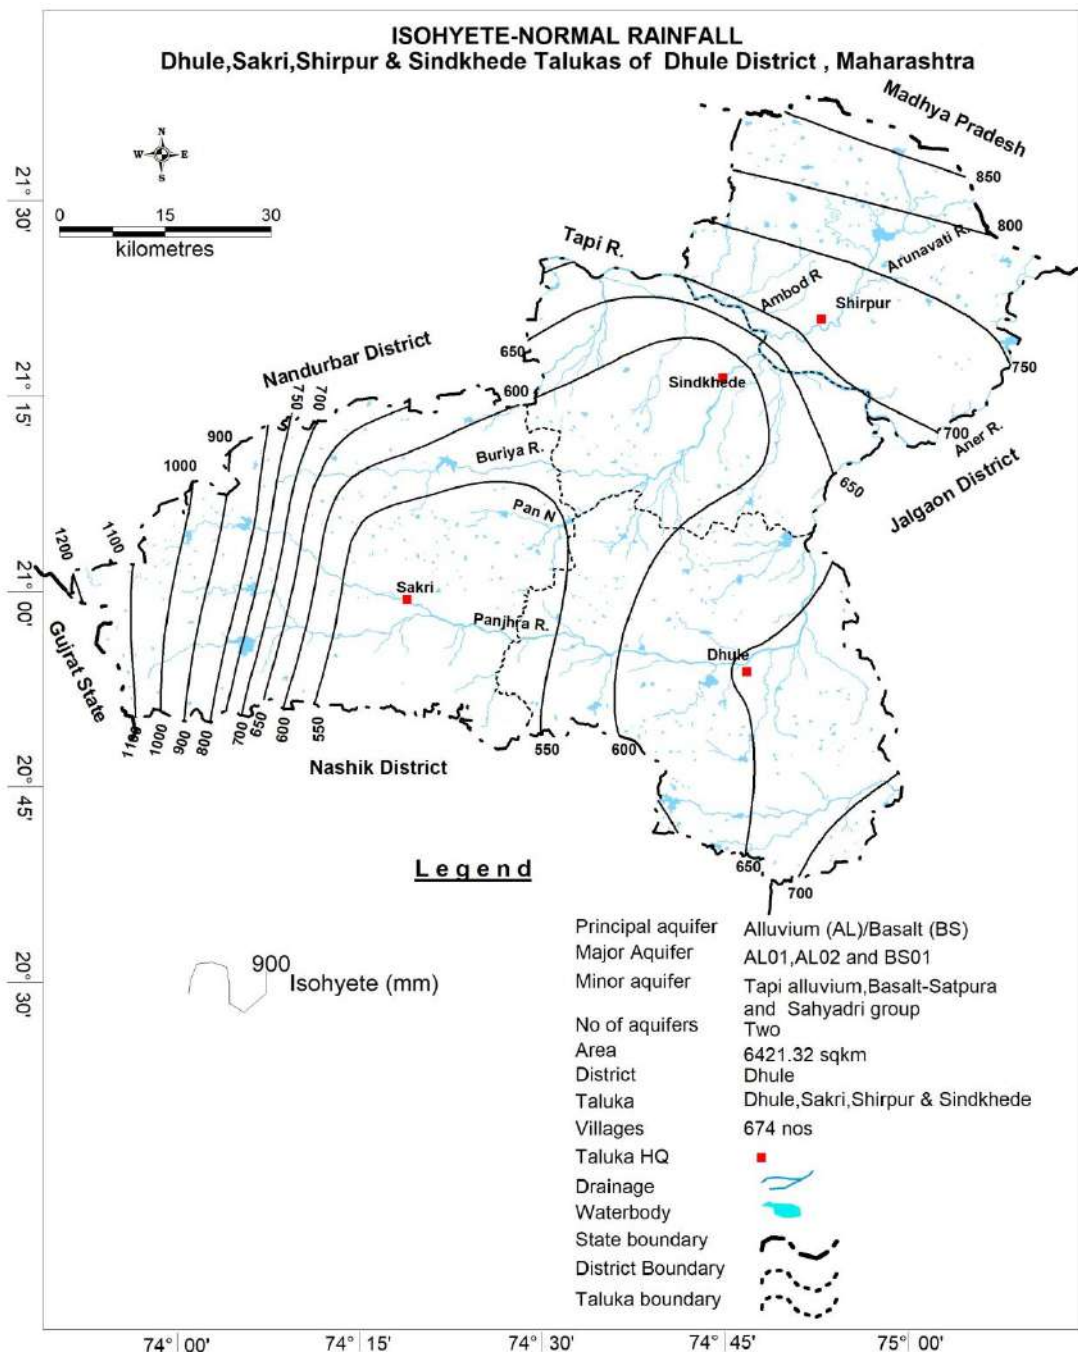 ISOHYETE-NORMAL RAINFALL
Dhule,Sakri,Shirpur & Sindkhede Talukas of Dhule District , Maharashtra
N
W E
S
0 15 30
kilometres
21° 30'
21° 15'
21° 00'
20° 45'
20° 30'
Madhya Pradesh
850
800
Arunavati R.
Tapi R.
Ambod R
Shirpur
750
650
Nandurbar District
Sindkhede
600
750
700
700
Aner R.
900
Buriya R.
650
Jalgaon District
1000
Pan N
1200
1100
Sakri
Panjhra R.
Gujrat State
Dhule
1100
1000
900
800
700
650
600
550
550
600
Nashik District
650
700
Legend
900
Isohyete (mm)
Principal aquifer Alluvium (AL)/Basalt (BS)
Major Aquifer AL01,AL02 and BS01
Minor aquifer Tapi alluvium,Basalt-Satpura
and Sahyadri group
No of aquifers Two
Area 6421.32 sqkm
District Dhule
Taluka Dhule,Sakri,Shirpur & Sindkhede
Villages 674 nos
Taluka HQ
Drainage
Waterbody
State boundary
District Boundary
Taluka boundary
74° 00' 74° 15' 74° 30' 74° 45' 75° 00'